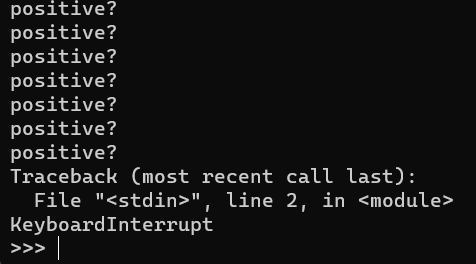 positive?
positive?
positive?
positive?
positive?
positive?
positive?
Traceback (most recent call last):
  File "<stdin>", line 2, in <module>
KeyboardInterrupt
>>>